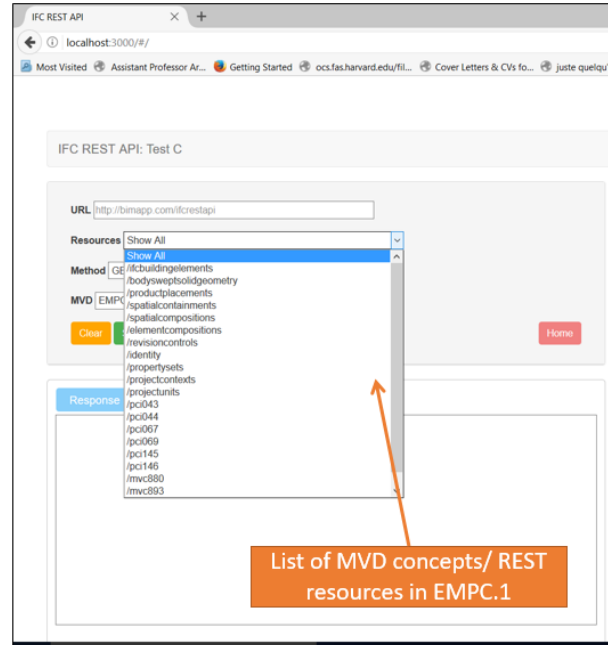 IFC REST API
localhost:3000/#/
Most Visited Assistant Professor Ar... Getting Started ocs.fas.harvard.edu/fil... Cover Letters & CVs fo... juste quelqu'
IFC REST API: Test C
URL http://bimapp.com/ifcrestapi
Resources Show All
Show All
/ifcbuildingelements
Method GE
/bodysweptsolidgeometry
/productplacements
MVD EMPC
/spatialcontainments
/spatialcompositions
/elementcompositions
Clear
/revisioncontrols
Home
/identity
/propertysets
/projectcontexts
/projectunits
Response
/pci043
/pci044
/pci067
/pci069
/pci145
/pci146
/mvc880
/mvc893
List of MVD concepts/ REST
resources in EMPC.1